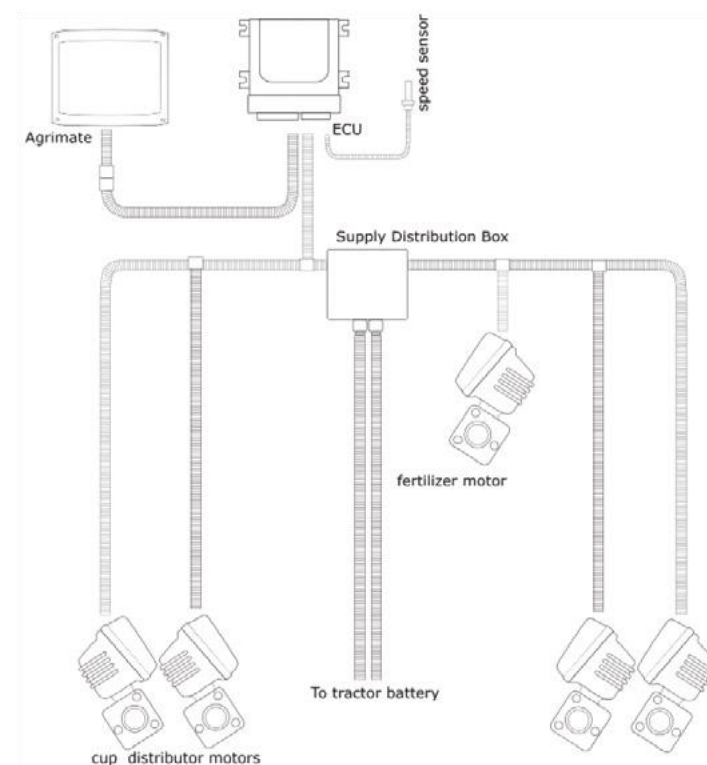 speed sensor
Agrimate
ECU
Supply Distribution Box
fertilizer motor
To tractor battery
cup distributor motors